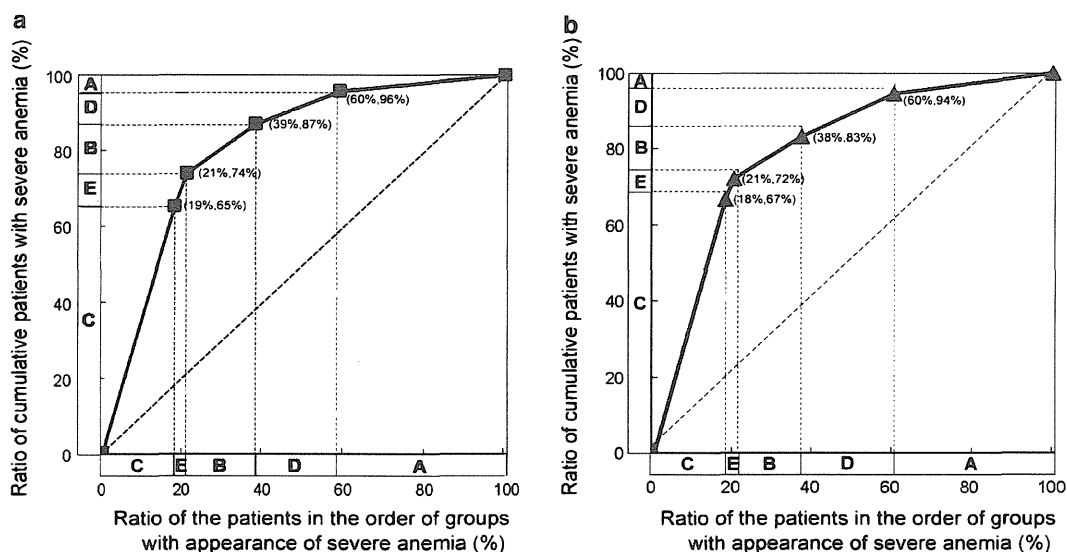 a
Ratio of cumulative patients with severe anemia (%)
100
80
60
40
20
0
A
D
B
E
C
(60%,96%)
(39%,87%)
(21%,74%)
(19%,65%)
C E B D A
0 20 40 60 80 100
Ratio of the patients in the order of groups
with appearance of severe anemia (%)
b
Ratio of cumulative patients with severe anemia (%)
100
80
60
40
20
0
A
D
B
E
C
(60%,94%)
(38%.83%)
(21%,72%)
(18%,67%)
C E B D A
0 20 40 60 80 100
Ratio of the patients in the order of groups
with appearance of severe anemia (%)